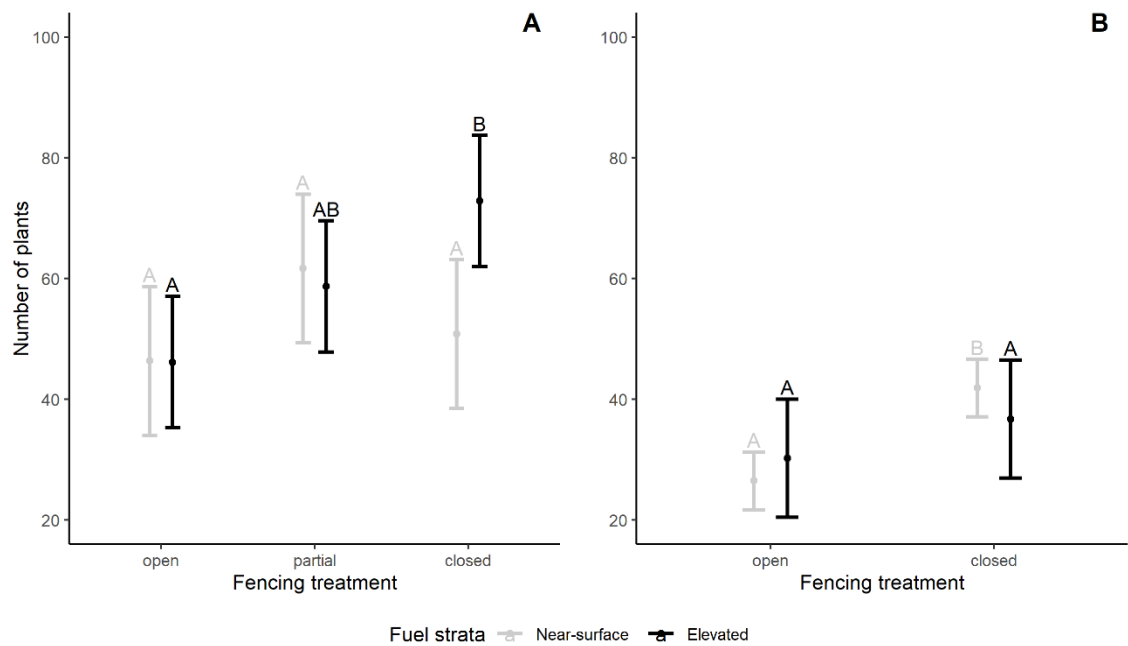 A
B
100
80
60
40
20
Number of plants
A
A
A
AB
A
B
open
partial
closed
Fencing treatment
100
80
60
40
20
A
A
B
A
open
closed
Fencing treatment
Fuel strata a Near-surface a Elevated